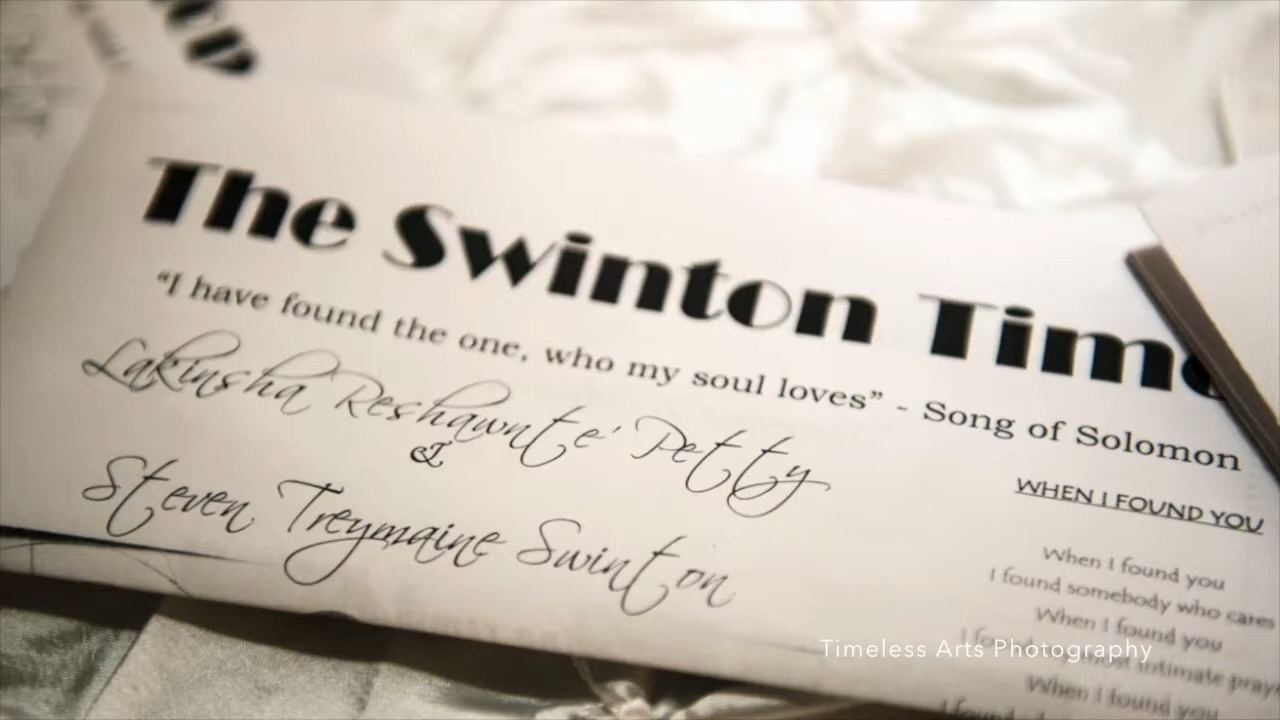 The Swinton Time
“I have found the one, who my soul loves” - Song of Solomon
Lakinsha Reshawnte' Petty
&
Steven Treymaine Swinton
WHEN I FOUND YOU
When I found you
I found somebody who cares
When I found you
most intimate
When I found you
Timeless Arts Photography